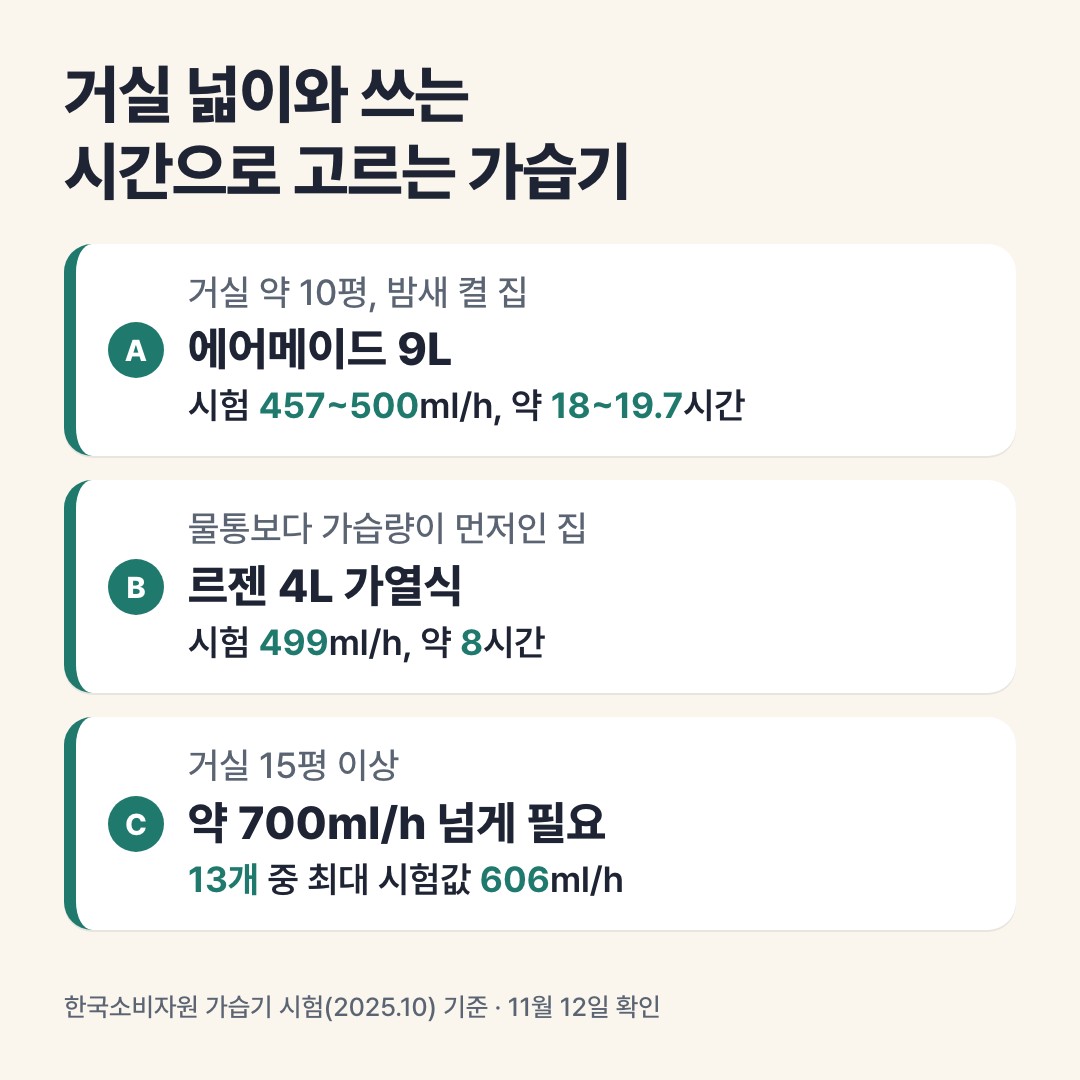 거실 넓이와 쓰는
시간으로 고르는 가습기
거실 약 10평, 밤새 켤 집
A
에어메이드 9L
시험 457~500ml/h, 약 18~19.7시간
물통보다 가습량이 먼저인 집
B
르젠 4L 가열식
시험 499ml/h, 약 8시간
거실 15평 이상
C
약 700ml/h 넘게 필요
13개 중 최대 시험값 606ml/h
한국소비자원 가습기 시험(2025.10) 기준 · 11월 12일 확인